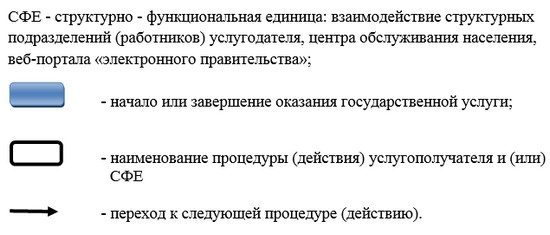 СФЕ - структурно - функциональная единица: взаимодействие структурных
подразделений (работников) услугодателя, центра обслуживания населения,
веб-портала «электронного правительства»;
- начало или завершение оказания государственной услуги;
- наименование процедуры (действия) услугополучателя и (или)
СФЕ
- переход к следующей процедуре (действию).